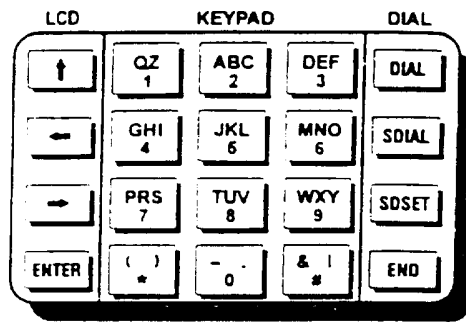 LCD KEYPAD DIAL
↑ QZ ABC DEF DIAL
1 2 3
← GHI JKL MNO SDIAL
4 5 6
→ PRS TUV WXY SDSET
7 8 9
ENTER ( ) - . & | END
* 0 #